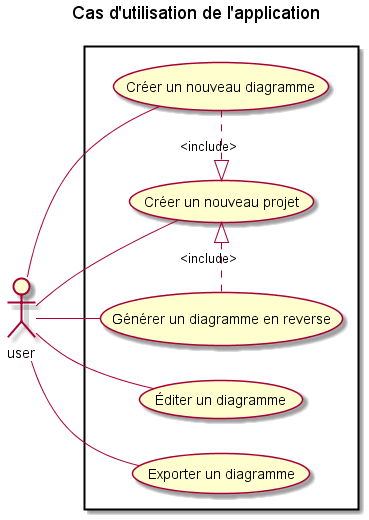 Cas d'utilisation de l'application
Créer un nouveau diagramme
<include>
Créer un nouveau projet
<include>
Générer un diagramme en reverse
user
Éditer un diagramme
Exporter un diagramme